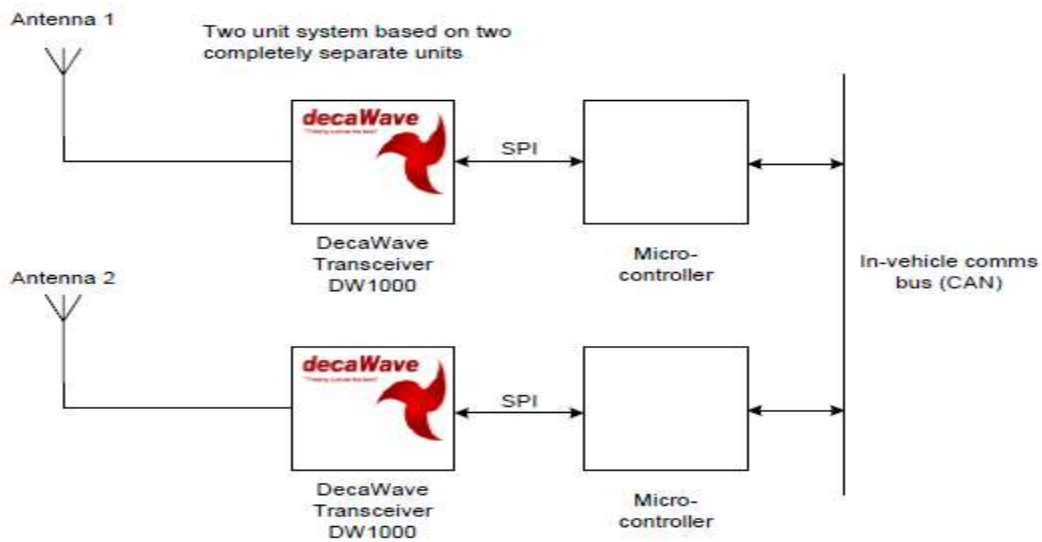 Antenna 1
Two unit system based on two
completely separate units
decaWave
SPI
DecaWave
Transceiver
DW1000
Micro-
controller
In-vehicle comms
bus (CAN)
Antenna 2
decaWave
SPI
DecaWave
Transceiver
DW1000
Micro-
controller